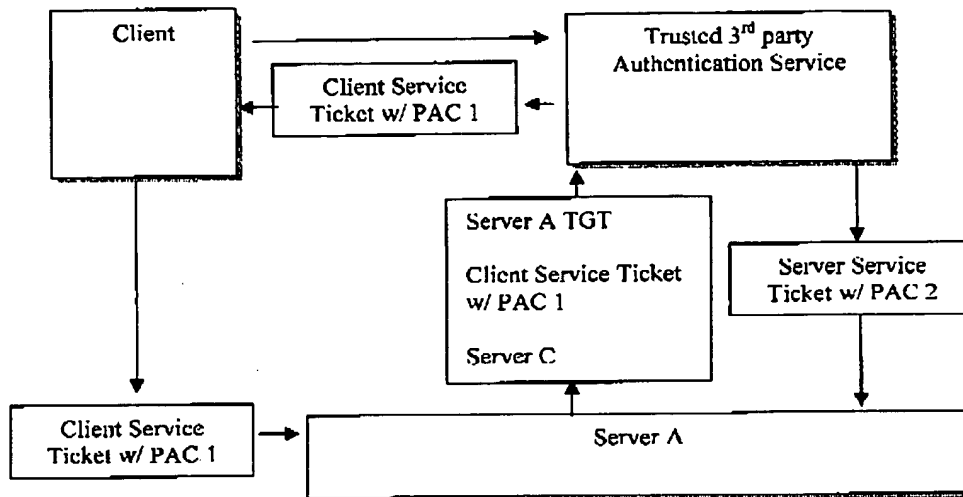 Client
Trusted 3rd party
Authentication Service
Client Service
Ticket w/ PAC 1
Server A TGT
Client Service Ticket
w/ PAC 1
Server C
Server Service
Ticket w/ PAC 2
Client Service
Ticket w/ PAC 1
Server A